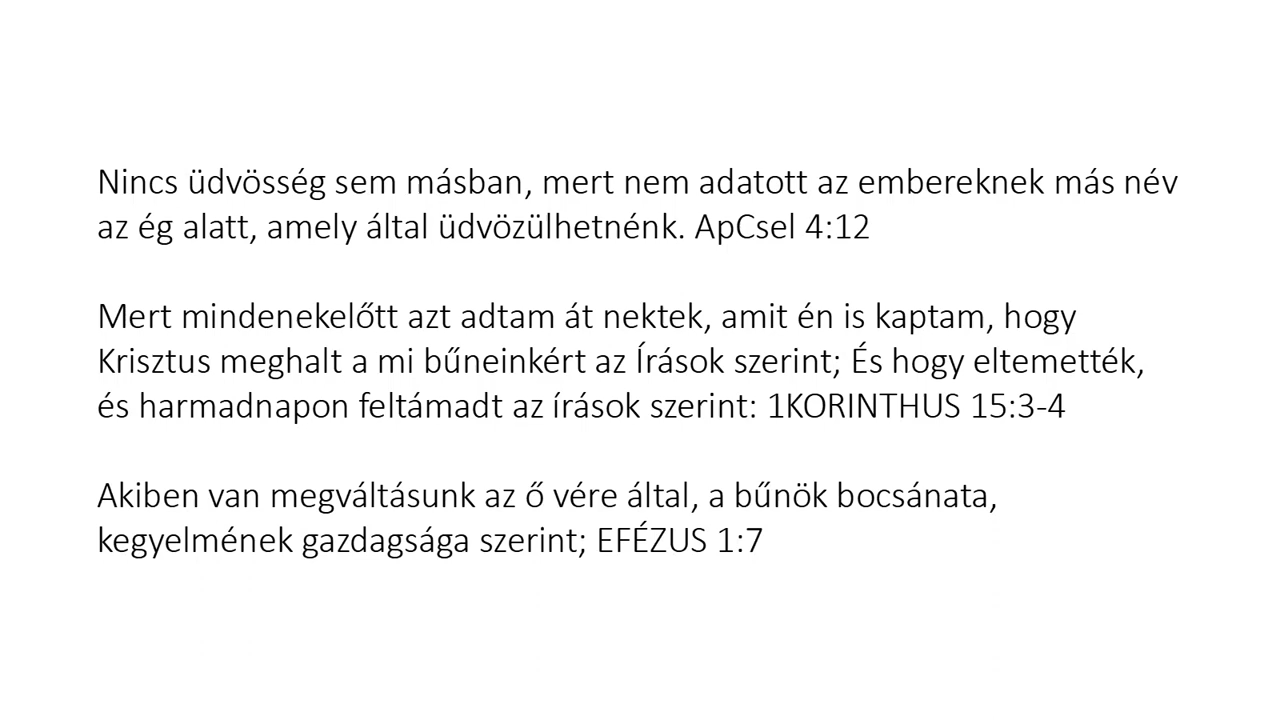 Nincs üdvösség sem másban, mert nem adatott az embereknek más név
az ég alatt, amely által üdvözülhetnénk. ApCsel 4:12
Mert mindenekelőtt azt adtam át nektek, amit én is kaptam, hogy
Krisztus meghalt a mi bűneinkért az Írások szerint; És hogy eltemették,
és harmadnapon feltámadt az írások szerint: 1KORINTHUS 15:3-4
Akiben van megváltásunk az ő vére által, a bűnök bocsánata,
kegyelmének gazdagsága szerint; EFÉZUS 1:7